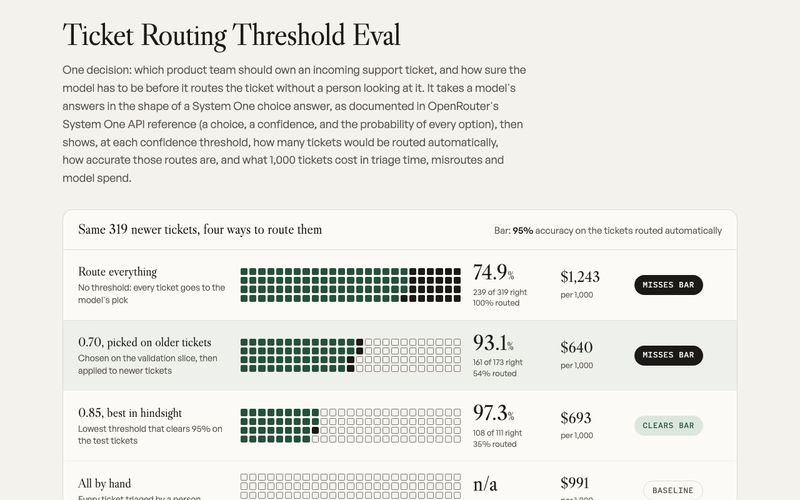 Ticket Routing Threshold Eval
One decision: which product team should own an incoming support ticket, and how sure the
model has to be before it routes the ticket without a person looking at it. It takes a model's
answers in the shape of a System One choice answer, as documented in OpenRouter's
System One API reference (a choice, a confidence, and the probability of every option), then
shows, at each confidence threshold, how many tickets would be routed automatically,
how accurate those routes are, and what 1,000 tickets cost in triage time, misroutes and
model spend.
Same 319 newer tickets, four ways to route them
Bar: 95% accuracy on the tickets routed automatically
Route everything
No threshold: every ticket goes to the
model's pick
74.9%
239 of 319 right
100% routed
$1,243
per 1,000
MISSES BAR
0.70, picked on older tickets
Chosen on the validation slice, then
applied to newer tickets
93.1%
161 of 173 right
54% routed
$640
per 1,000
MISSES BAR
0.85, best in hindsight
Lowest threshold that clears 95% on
the test tickets
97.3%
108 of 111 right
35% routed
$693
per 1,000
CLEARS BAR
All by hand
Every ticket triaged by a person
n/a
$991
per 1,000
BASELINE